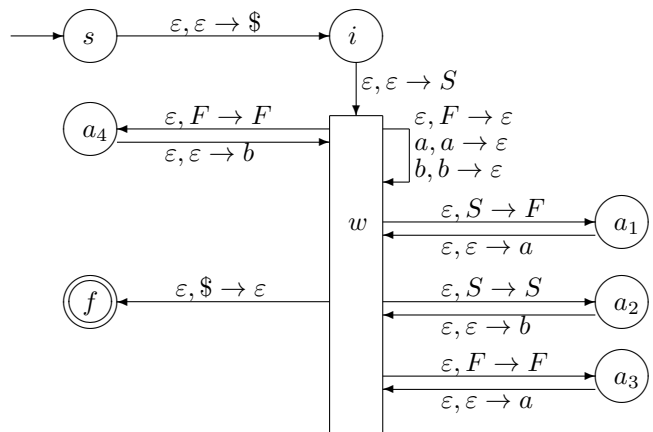 s
ε, ε → $
i
ε, ε → S
a₄
ε, F → F
ε, ε → b
ε, F → ε
a, a → ε
b, b → ε
w
ε, S → F
ε, ε → a
a₁
f
ε, $ → ε
ε, S → S
ε, ε → b
a₂
ε, F → F
ε, ε → a
a₃